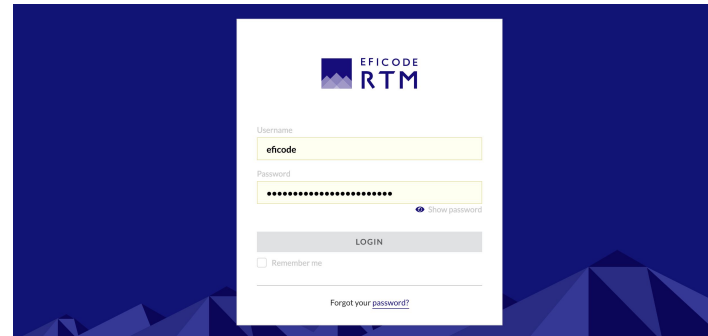 EFICODE
RTM
Username
eficode
Password
••••••••••••••••••••••••
Show password
LOGIN
Remember me
Forgot your password?